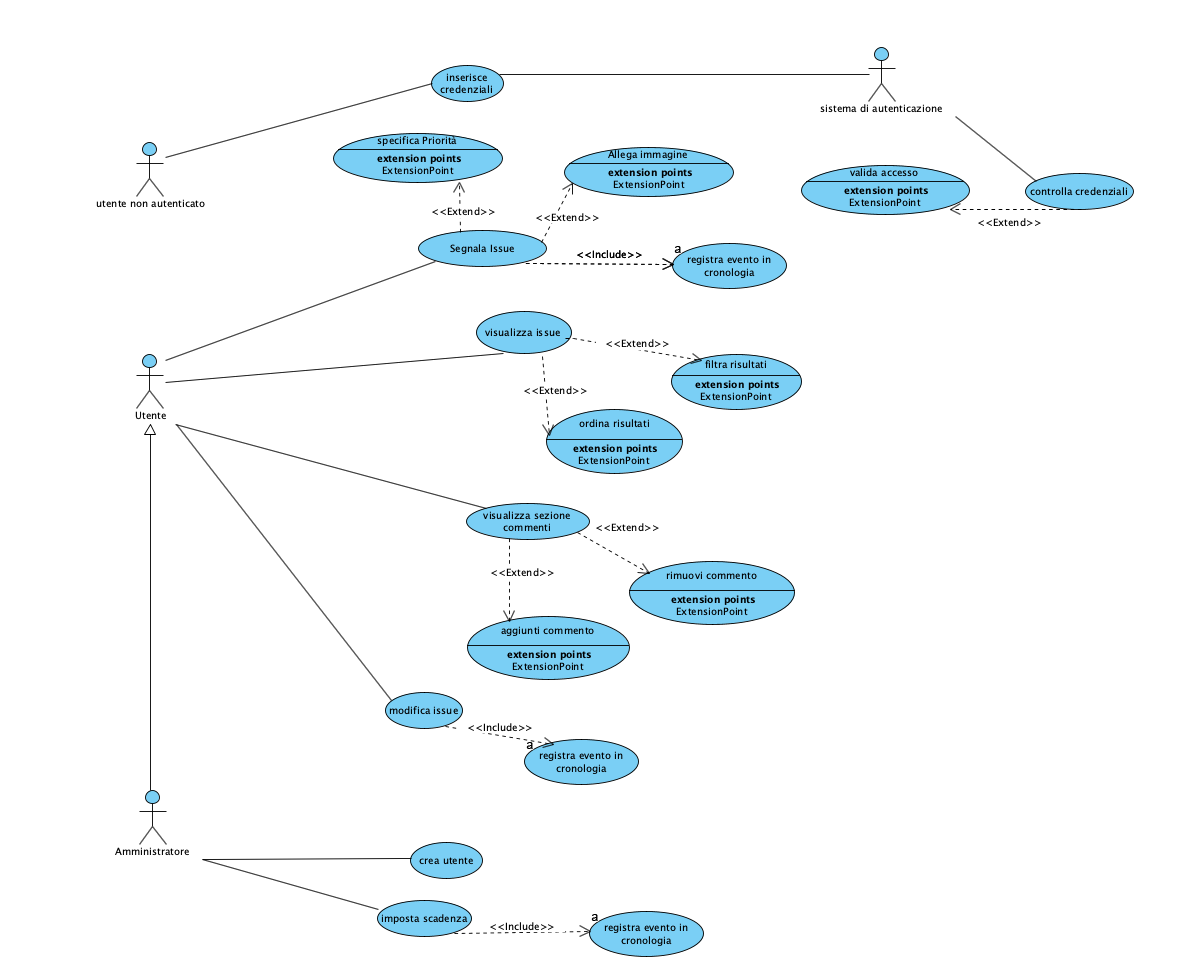 inserisce
credenziali
sistema di autenticazione
specifica Priorità
extension points
ExtensionPoint
Allega immagine
extension points
ExtensionPoint
valida accesso
extension points
ExtensionPoint
controlla credenziali
utente non autenticato
<<Extend>>
<<Extend>>
<<Extend>>
Segnala Issue
<<Include>>
a
registra evento in
cronologia
visualizza issue
<<Extend>>
filtra risultati
extension points
ExtensionPoint
<<Extend>>
Utente
ordina risultati
extension points
ExtensionPoint
visualizza sezione
commenti
<<Extend>>
<<Extend>>
rimuovi commento
extension points
ExtensionPoint
aggiunti commento
extension points
ExtensionPoint
modifica issue
<<Include>>
a
registra evento in
cronologia
Amministratore
crea utente
imposta scadenza
<<Include>>
a
registra evento in
cronologia